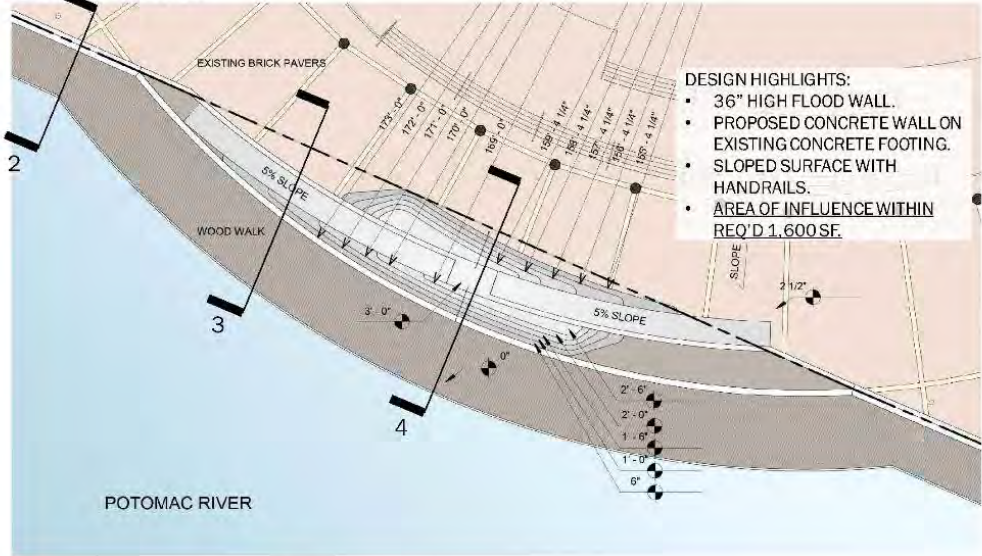 EXISTING BRICK PAVERS
DESIGN HIGHLIGHTS:
• 36" HIGH FLOOD WALL.
• PROPOSED CONCRETE WALL ON
EXISTING CONCRETE FOOTING.
• SLOPED SURFACE WITH
HANDRAILS.
• AREA OF INFLUENCE WITHIN
REQ'D 1,600 SF.
173' - 0"
172' - 0"
171' - 0"
170' - 0"
169' - 0"
159' - 4 1/4"
158' - 4 1/4"
157' - 4 1/4"
156' - 4 1/4"
155' - 4 1/4"
2
5% SLOPE
WOOD WALK
SLOPE
2 1/2"
3
3' - 0"
5% SLOPE
0"
4
2' - 6"
2' - 0"
1' - 6"
1' - 0"
6"
POTOMAC RIVER